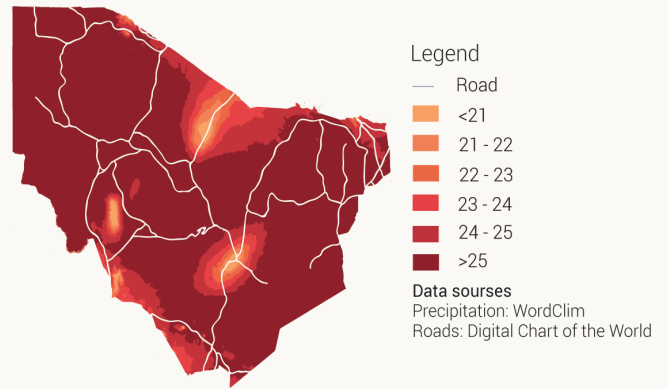 Legend
Road
<21
21 - 22
22 - 23
23 - 24
24 - 25
>25
Data sourses
Precipitation: WordClim
Roads: Digital Chart of the World